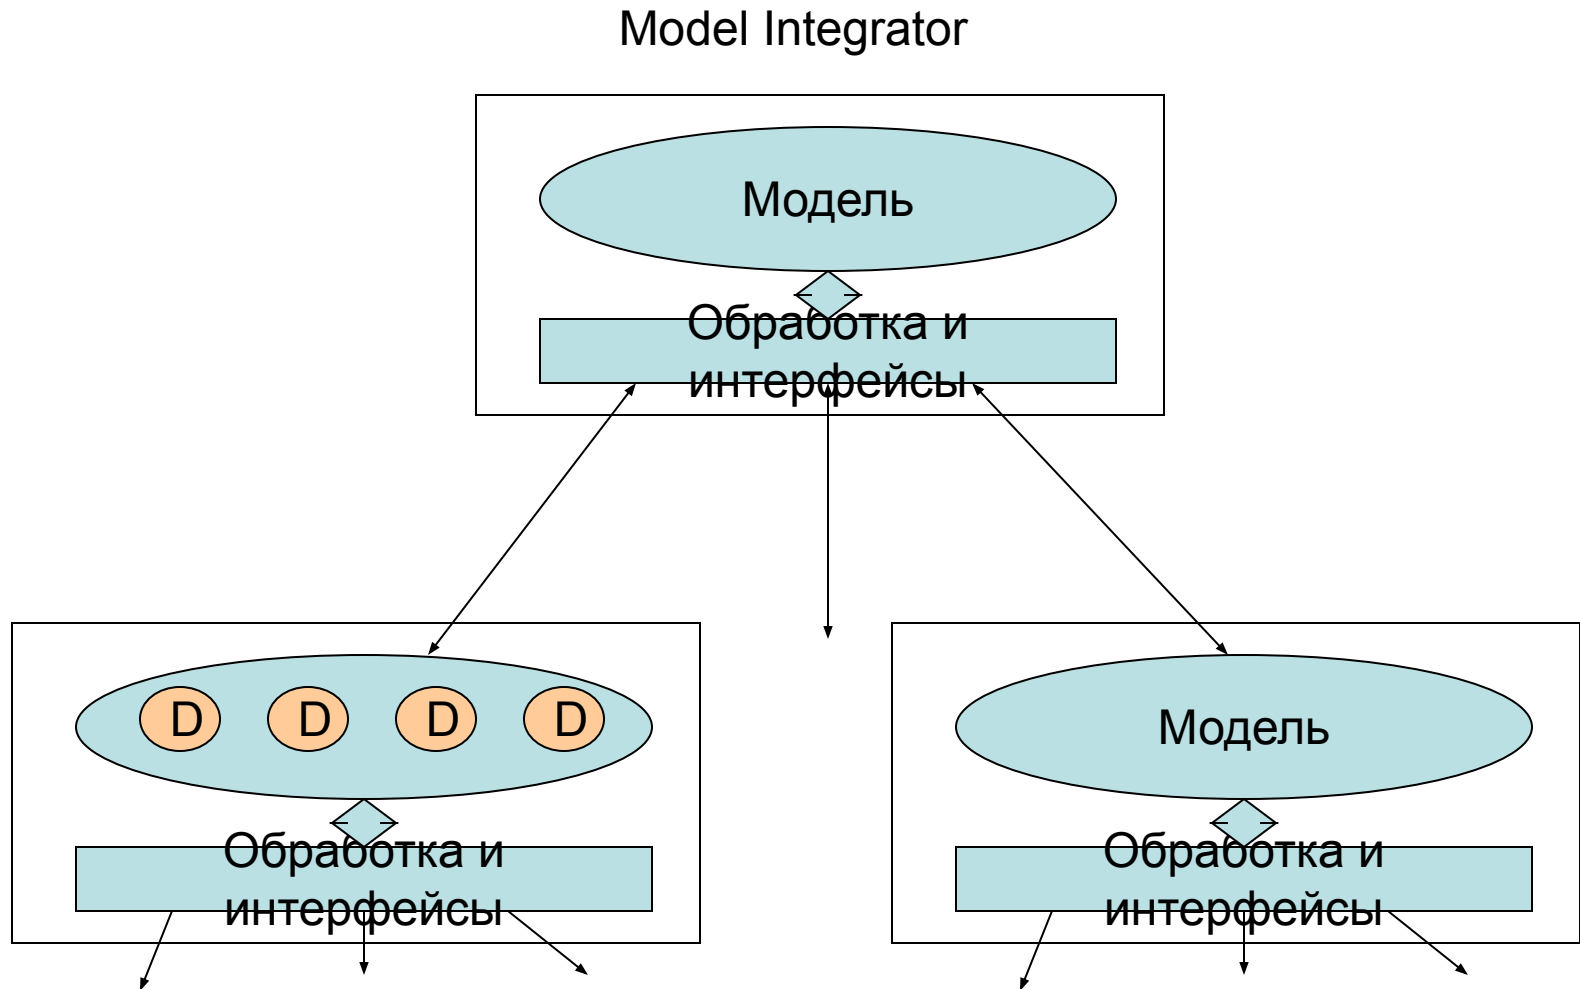 Model Integrator
Модель
Обработка и
интерфейсы
D D D D
Обработка и
интерфейсы
Модель
Обработка и
интерфейсы